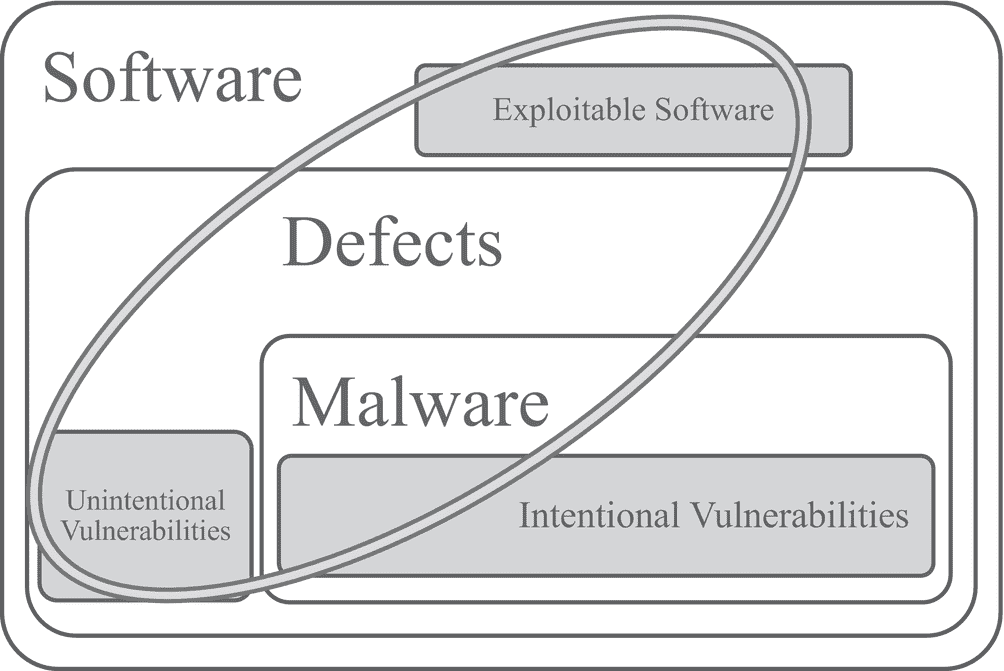 Software
Exploitable Software
Defects
Malware
Unintentional
Vulnerabilities
Intentional Vulnerabilities